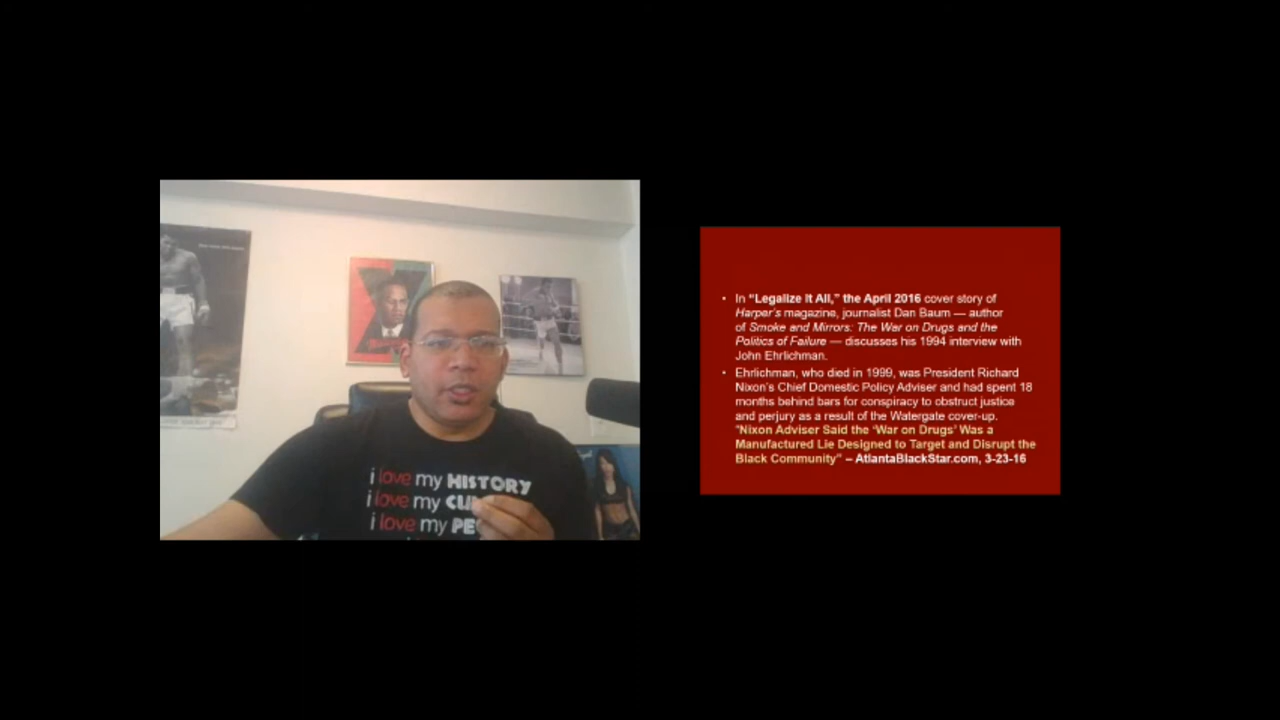 i love my HISTORY
i love my
i love my
• In “Legalize It All,” the April 2016 cover story of
Harper's magazine, journalist Dan Baum — author
of Smoke and Mirrors: The War on Drugs and the
Politics of Failure — discusses his 1994 interview with
John Ehrlichman.
• Ehrlichman, who died in 1999, was President Richard
Nixon's Chief Domestic Policy Adviser and had spent 18
months behind bars for conspiracy to obstruct justice
and perjury as a result of the Watergate cover-up.
“Nixon Adviser Said the ‘War on Drugs’ Was a
Manufactured Lie Designed to Target and Disrupt the
Black Community” – AtlantaBlackStar.com, 3-23-16